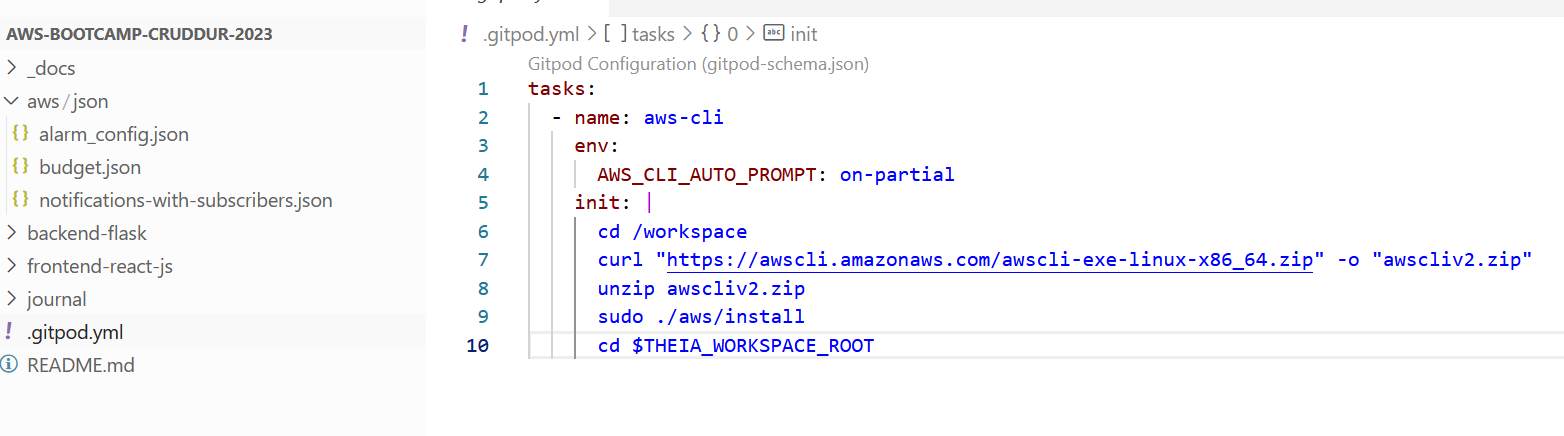 AWS-BOOTCAMP-CRUDDUR-2023
_docs
aws/json
{} alarm_config.json
{} budget.json
{} notifications-with-subscribers.json
backend-flask
frontend-react-js
journal
! .gitpod.yml
README.md
! .gitpod.yml > [ ] tasks > {} 0 > abc init
Gitpod Configuration (gitpod-schema.json)
1 tasks:
2   - name: aws-cli
3     env:
4       AWS_CLI_AUTO_PROMPT: on-partial
5     init: |
6       cd /workspace
7       curl "https://awscli.amazonaws.com/awscli-exe-linux-x86_64.zip" -o "awscliv2.zip"
8       unzip awscliv2.zip
9       sudo ./aws/install
10       cd $THEIA_WORKSPACE_ROOT